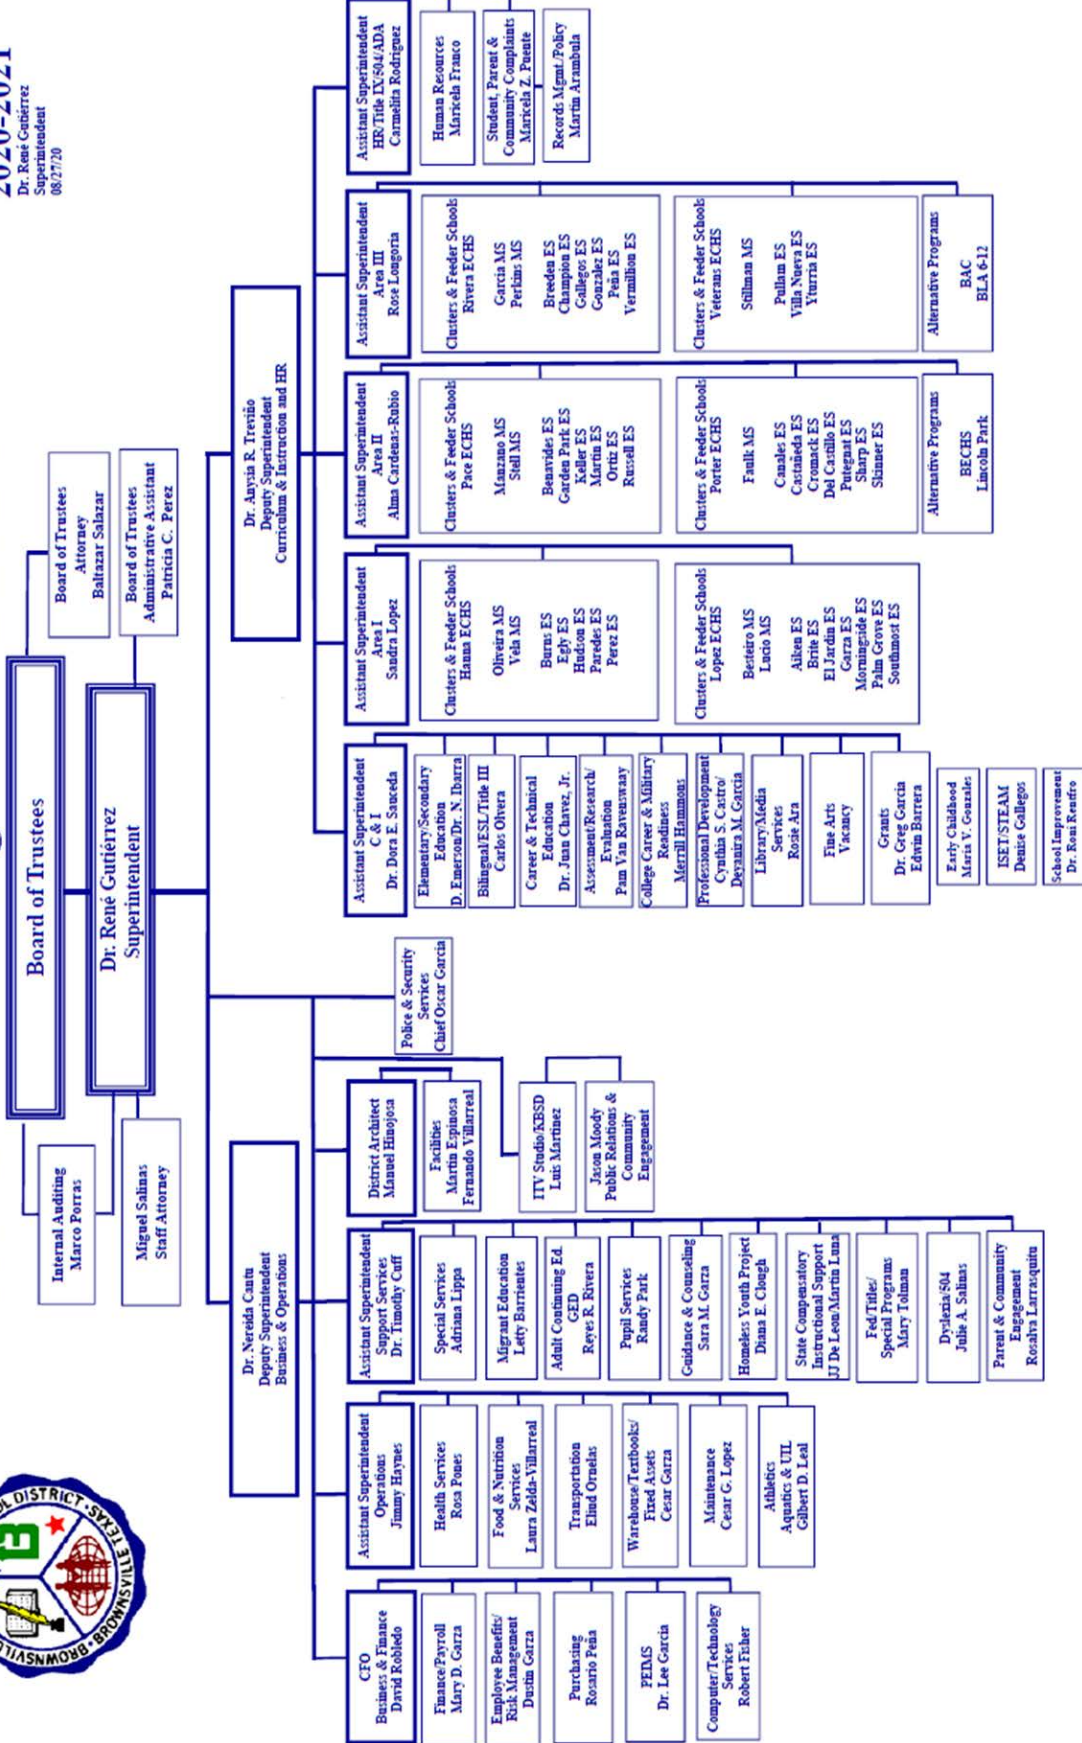 2020-2021
Dr. René Gutiérrez
Superintendent
08/27/20
BROWNSVILLE TEXAS
B
Board of Trustees
Board of Trustees
Attorney
Baltazar Salazar
Internal Auditing
Marco Porras
Dr. René Gutiérrez
Superintendent
Board of Trustees
Administrative Assistant
Patricia C. Perez
Miguel Salinas
Staff Attorney
Dr. Nereida Cantu
Deputy Superintendent
Business & Operations
Dr. Anysia R. Treviño
Deputy Superintendent
Curriculum & Instruction and HR
CFO
Business & Finance
David Robledo
Finance/Payroll
Mary D. Garza
Employee Benefits/
Risk Management
Dustin Garza
Purchasing
Rosario Peña
PEIMS
Dr. Lee Garcia
Computer/Technology
Services
Robert Fisher
Assistant Superintendent
Operations
Jimmy Haynes
Health Services
Rosa Pones
Food & Nutrition
Services
Laura Zelda-Villarreal
Transportation
Eliud Ornelas
Warehouse/Textbooks/
Fixed Assets
Cesar Garza
Maintenance
Cesar G. Lopez
Athletics
Aquatics & UIL
Gilbert D. Leal
Assistant Superintendent
Support Services
Dr. Timothy Cuff
Special Services
Adriana Lippa
Migrant Education
Letty Barrientes
Adult Continuing Ed.
GED
Reyes R. Rivera
Pupil Services
Randy Park
Guidance & Counseling
Sara M. Garza
Homeless Youth Project
Diana E. Clough
State Compensatory
Instructional Support
JJ De Leon/Martin Luna
Fed/Titles/
Special Programs
Mary Tolman
Dyslexia/504
Julie A. Salinas
Parent & Community
Engagement
Rosalva Larrasquitu
District Architect
Manuel Hinojosa
Facilities
Martin Espinosa
Fernando Villarreal
ITV Studio/KBSD
Luis Martinez
Jason Moody
Public Relations &
Community
Engagement
Police & Security
Services
Chief Oscar Garcia
Assistant Superintendent
C & I
Dr. Dora E. Sauceda
Elementary/Secondary
Education
D. Emerson/Dr. N. Ibarra
Bilingual/ESL/Title III
Carlos Olvera
Career & Technical
Education
Dr. Juan Chavez, Jr.
Assessment/Research/
Evaluation
Pam Van Ravenswaay
College Career & Military
Readiness
Merrill Hammons
Professional Development
Cynthia S. Castro/
Deyanira M. Garcia
Library/Media
Services
Rosie Ara
Fine Arts
Vacancy
Grants
Dr. Greg Garcia
Edwin Barrera
Early Childhood
Maria V. Gonzales
ISET/STEAM
Denise Gallegos
School Improvement
Dr. Roni Rentfro
Assistant Superintendent
Area I
Sandra Lopez
Clusters & Feeder Schools
Hanna ECHS
Oliveira MS
Vela MS
Burns ES
Egly ES
Hudson ES
Paredes ES
Perez ES
Clusters & Feeder Schools
Lopez ECHS
Besteiro MS
Lucio MS
Aiken ES
Brite ES
El Jardin ES
Garza ES
Morningside ES
Palm Grove ES
Southmost ES
Assistant Superintendent
Area II
Alma Cardenas-Rubio
Clusters & Feeder Schools
Pace ECHS
Manzano MS
Stell MS
Benavides ES
Garden Park ES
Keller ES
Martin ES
Ortiz ES
Russell ES
Clusters & Feeder Schools
Porter ECHS
Faulk MS
Canales ES
Castañeda ES
Cromack ES
Del Castillo ES
Putegnat ES
Sharp ES
Skinner ES
Alternative Programs
BECHS
Lincoln Park
Assistant Superintendent
Area III
Rose Longoria
Clusters & Feeder Schools
Rivera ECHS
Garcia MS
Perkins MS
Breeden ES
Champion ES
Gallegos ES
Gonzalez ES
Peña ES
Vermillion ES
Clusters & Feeder Schools
Veterans ECHS
Stillman MS
Pullam ES
Villa Nueva ES
Yturria ES
Alternative Programs
BAC
BLA 6-12
Assistant Superintendent
HR/Title IX/504/ADA
Carmelita Rodriguez
Human Resources
Maricela Franco
Student, Parent &
Community Complaints
Maricela Z. Puente
Records Mgmt./Policy
Martin Arambula